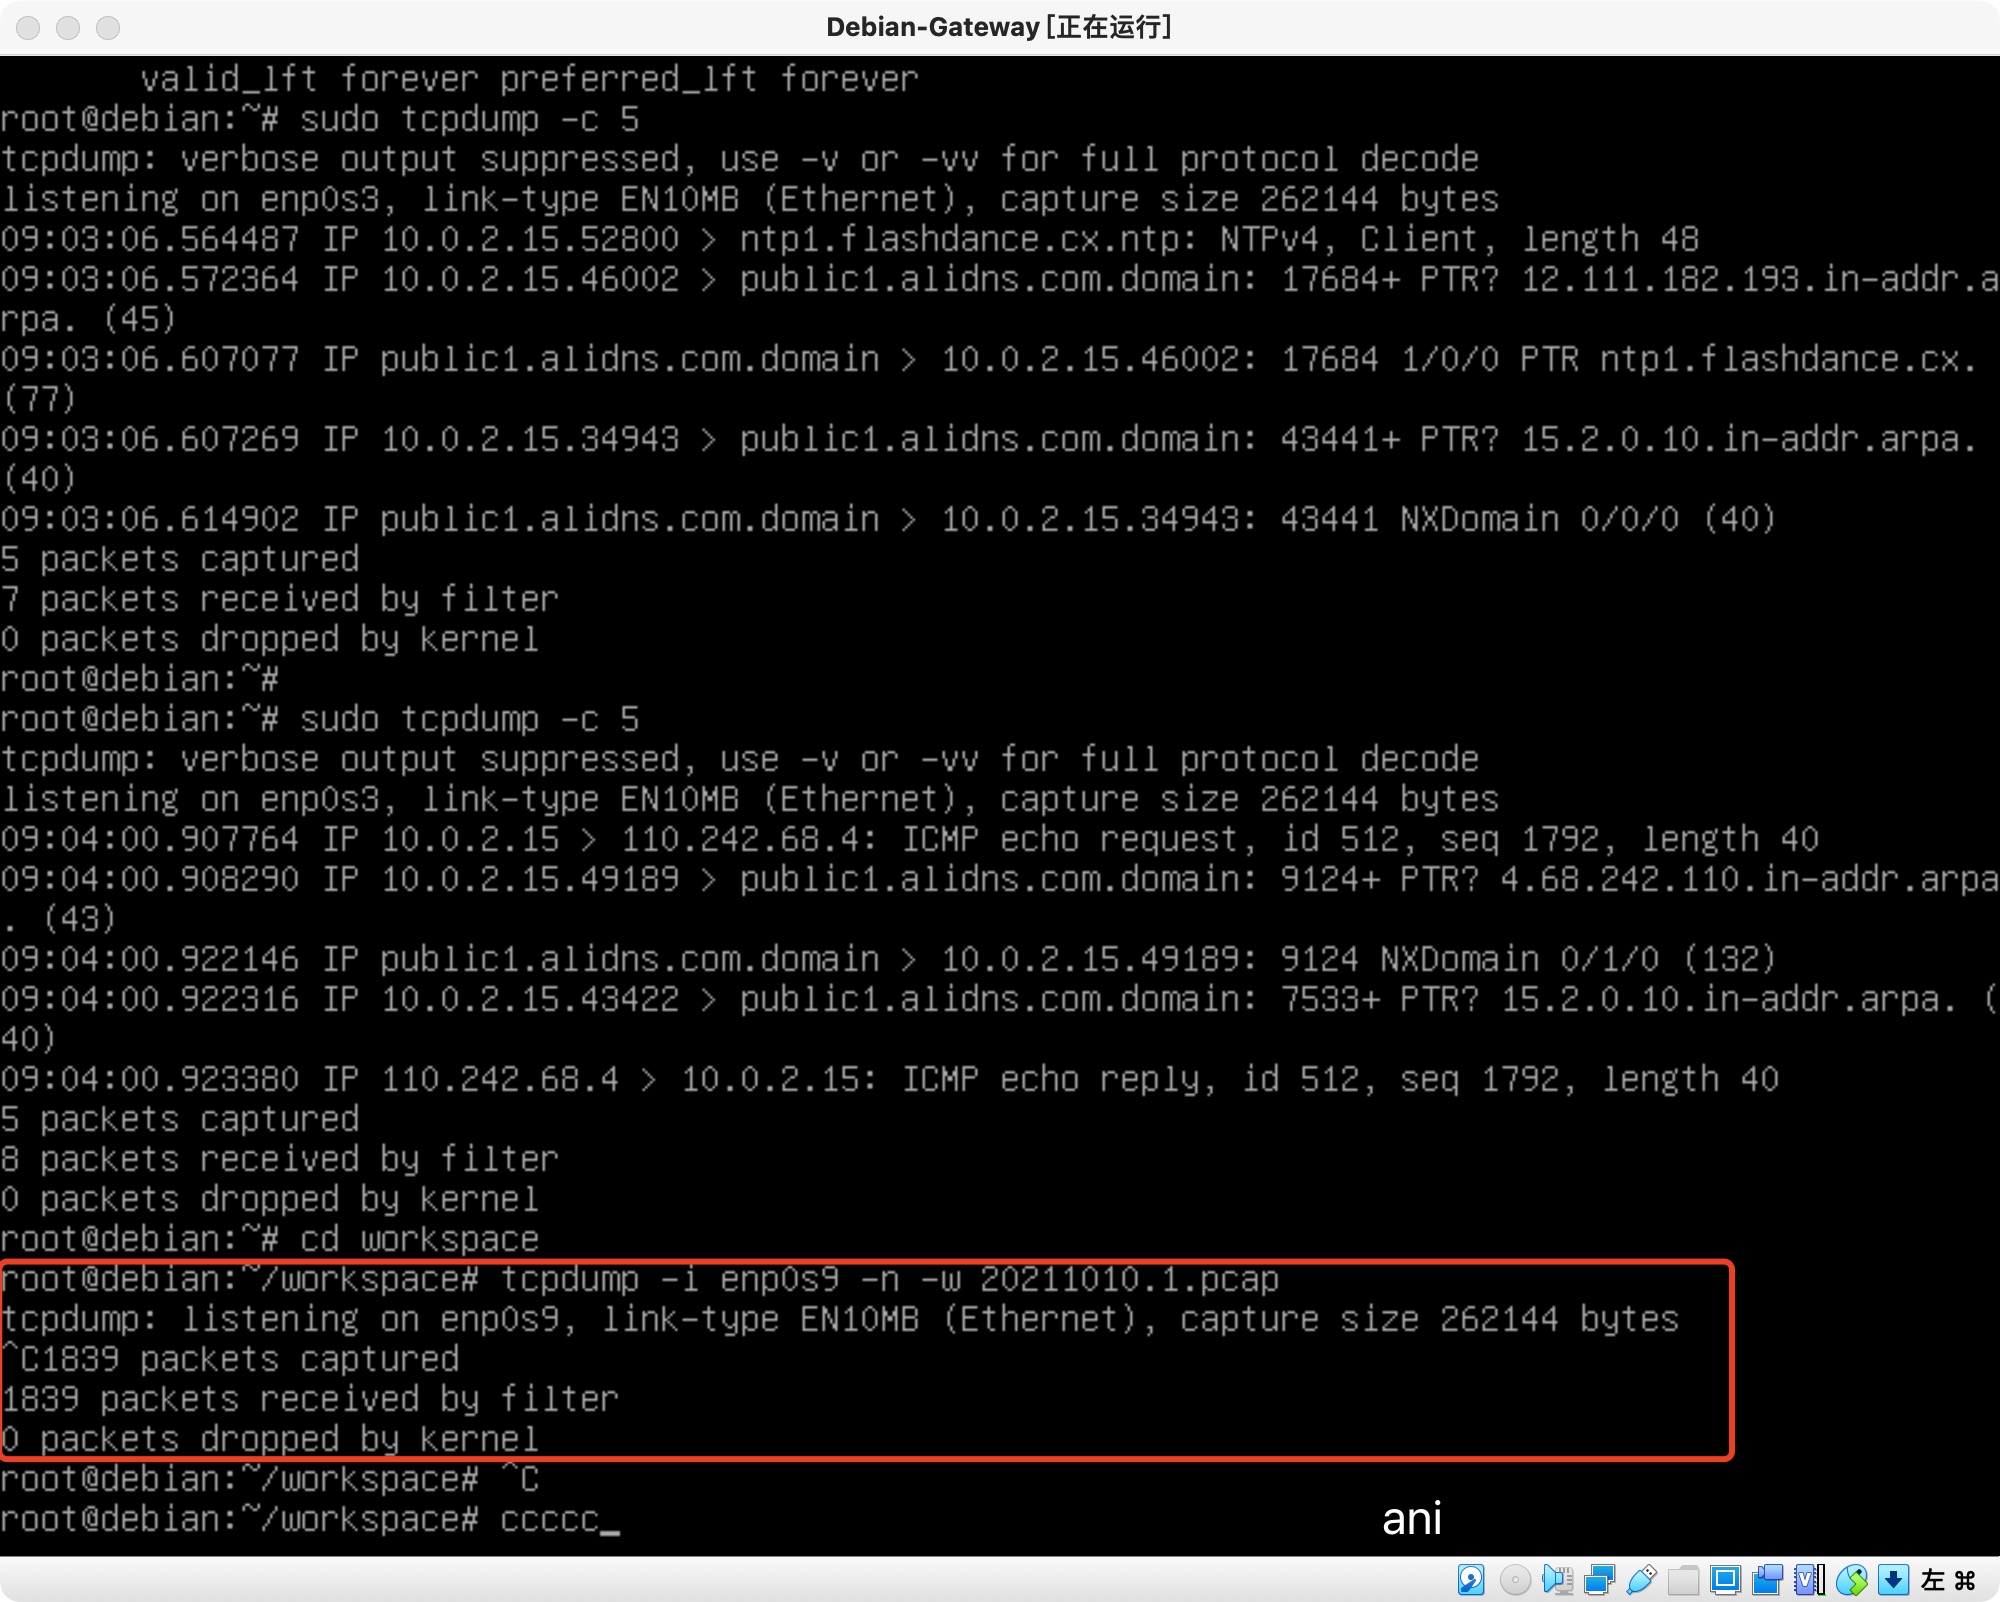 Debian-Gateway [正在运行]
valid_lft forever preferred_lft forever
root@debian:~# sudo tcpdump -c 5
tcpdump: verbose output suppressed, use -v or -vv for full protocol decode
listening on enp0s3, link-type EN10MB (Ethernet), capture size 262144 bytes
09:03:06.564487 IP 10.0.2.15.52800 > ntp1.flashdance.cx.ntp: NTPv4, Client, length 48
09:03:06.572364 IP 10.0.2.15.46002 > public1.alidns.com.domain: 17684+ PTR? 12.111.182.193.in-addr.a
rpa. (45)
09:03:06.607077 IP public1.alidns.com.domain > 10.0.2.15.46002: 17684 1/0/0 PTR ntp1.flashdance.cx.
(77)
09:03:06.607269 IP 10.0.2.15.34943 > public1.alidns.com.domain: 43441+ PTR? 15.2.0.10.in-addr.arpa.
(40)
09:03:06.614902 IP public1.alidns.com.domain > 10.0.2.15.34943: 43441 NXDomain 0/0/0 (40)
5 packets captured
7 packets received by filter
0 packets dropped by kernel
root@debian:~#
root@debian:~# sudo tcpdump -c 5
tcpdump: verbose output suppressed, use -v or -vv for full protocol decode
listening on enp0s3, link-type EN10MB (Ethernet), capture size 262144 bytes
09:04:00.907764 IP 10.0.2.15 > 110.242.68.4: ICMP echo request, id 512, seq 1792, length 40
09:04:00.908290 IP 10.0.2.15.49189 > public1.alidns.com.domain: 9124+ PTR? 4.68.242.110.in-addr.arpa
. (43)
09:04:00.922146 IP public1.alidns.com.domain > 10.0.2.15.49189: 9124 NXDomain 0/1/0 (132)
09:04:00.922316 IP 10.0.2.15.43422 > public1.alidns.com.domain: 7533+ PTR? 15.2.0.10.in-addr.arpa. (
40)
09:04:00.923380 IP 110.242.68.4 > 10.0.2.15: ICMP echo reply, id 512, seq 1792, length 40
5 packets captured
8 packets received by filter
0 packets dropped by kernel
root@debian:~# cd workspace
root@debian:~/workspace# tcpdump -i enp0s9 -n -w 20211010.1.pcap
tcpdump: listening on enp0s9, link-type EN10MB (Ethernet), capture size 262144 bytes
^C1839 packets captured
1839 packets received by filter
0 packets dropped by kernel
root@debian:~/workspace# ^C
root@debian:~/workspace# ccccc_
ani
左 ⌘